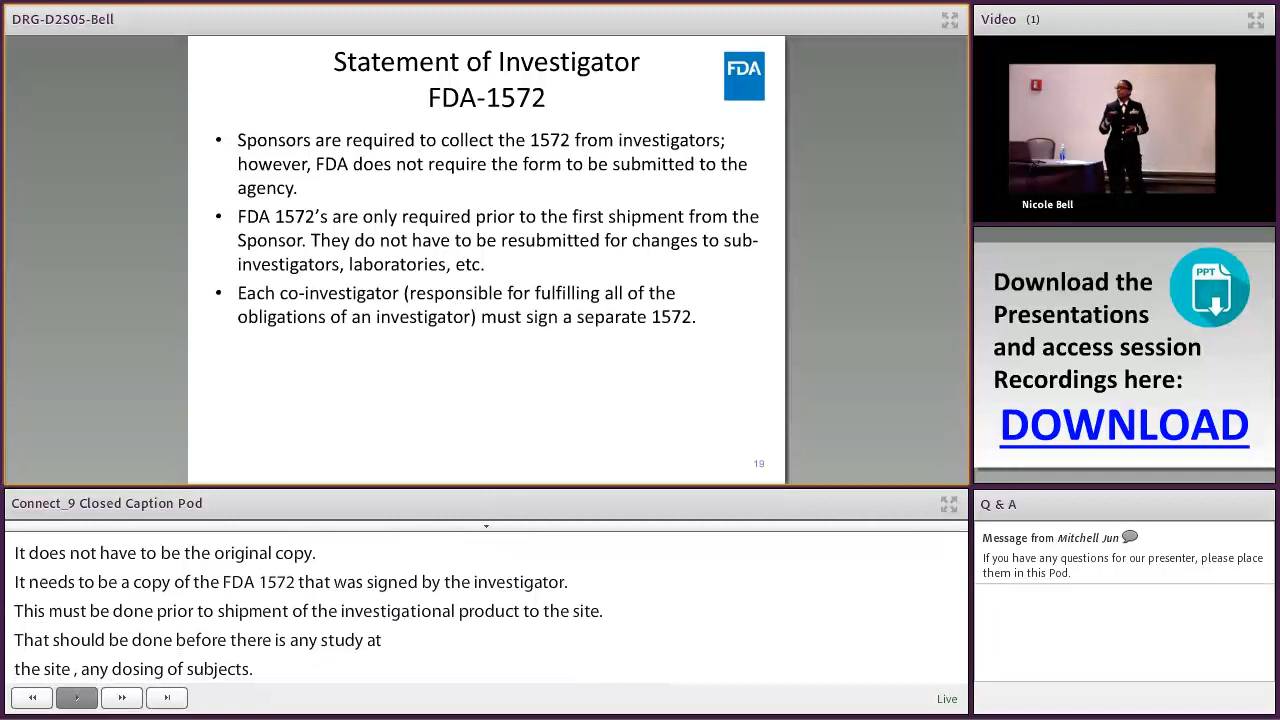 DRG-D2S05-Bell
Statement of Investigator
FDA-1572
FDA
• Sponsors are required to collect the 1572 from investigators;
however, FDA does not require the form to be submitted to the
agency.
• FDA 1572’s are only required prior to the first shipment from the
Sponsor. They do not have to be resubmitted for changes to sub-
investigators, laboratories, etc.
• Each co-investigator (responsible for fulfilling all of the
obligations of an investigator) must sign a separate 1572.
19
Video (1)
Nicole Bell
Download the
Presentations
and access session
Recordings here:
DOWNLOAD
PPT
Connect_9 Closed Caption Pod
It does not have to be the original copy.
It needs to be a copy of the FDA 1572 that was signed by the investigator.
This must be done prior to shipment of the investigational product to the site.
That should be done before there is any study at
the site , any dosing of subjects.
Live
Q & A
Message from Mitchell Jun
If you have any questions for our presenter, please place
them in this Pod.